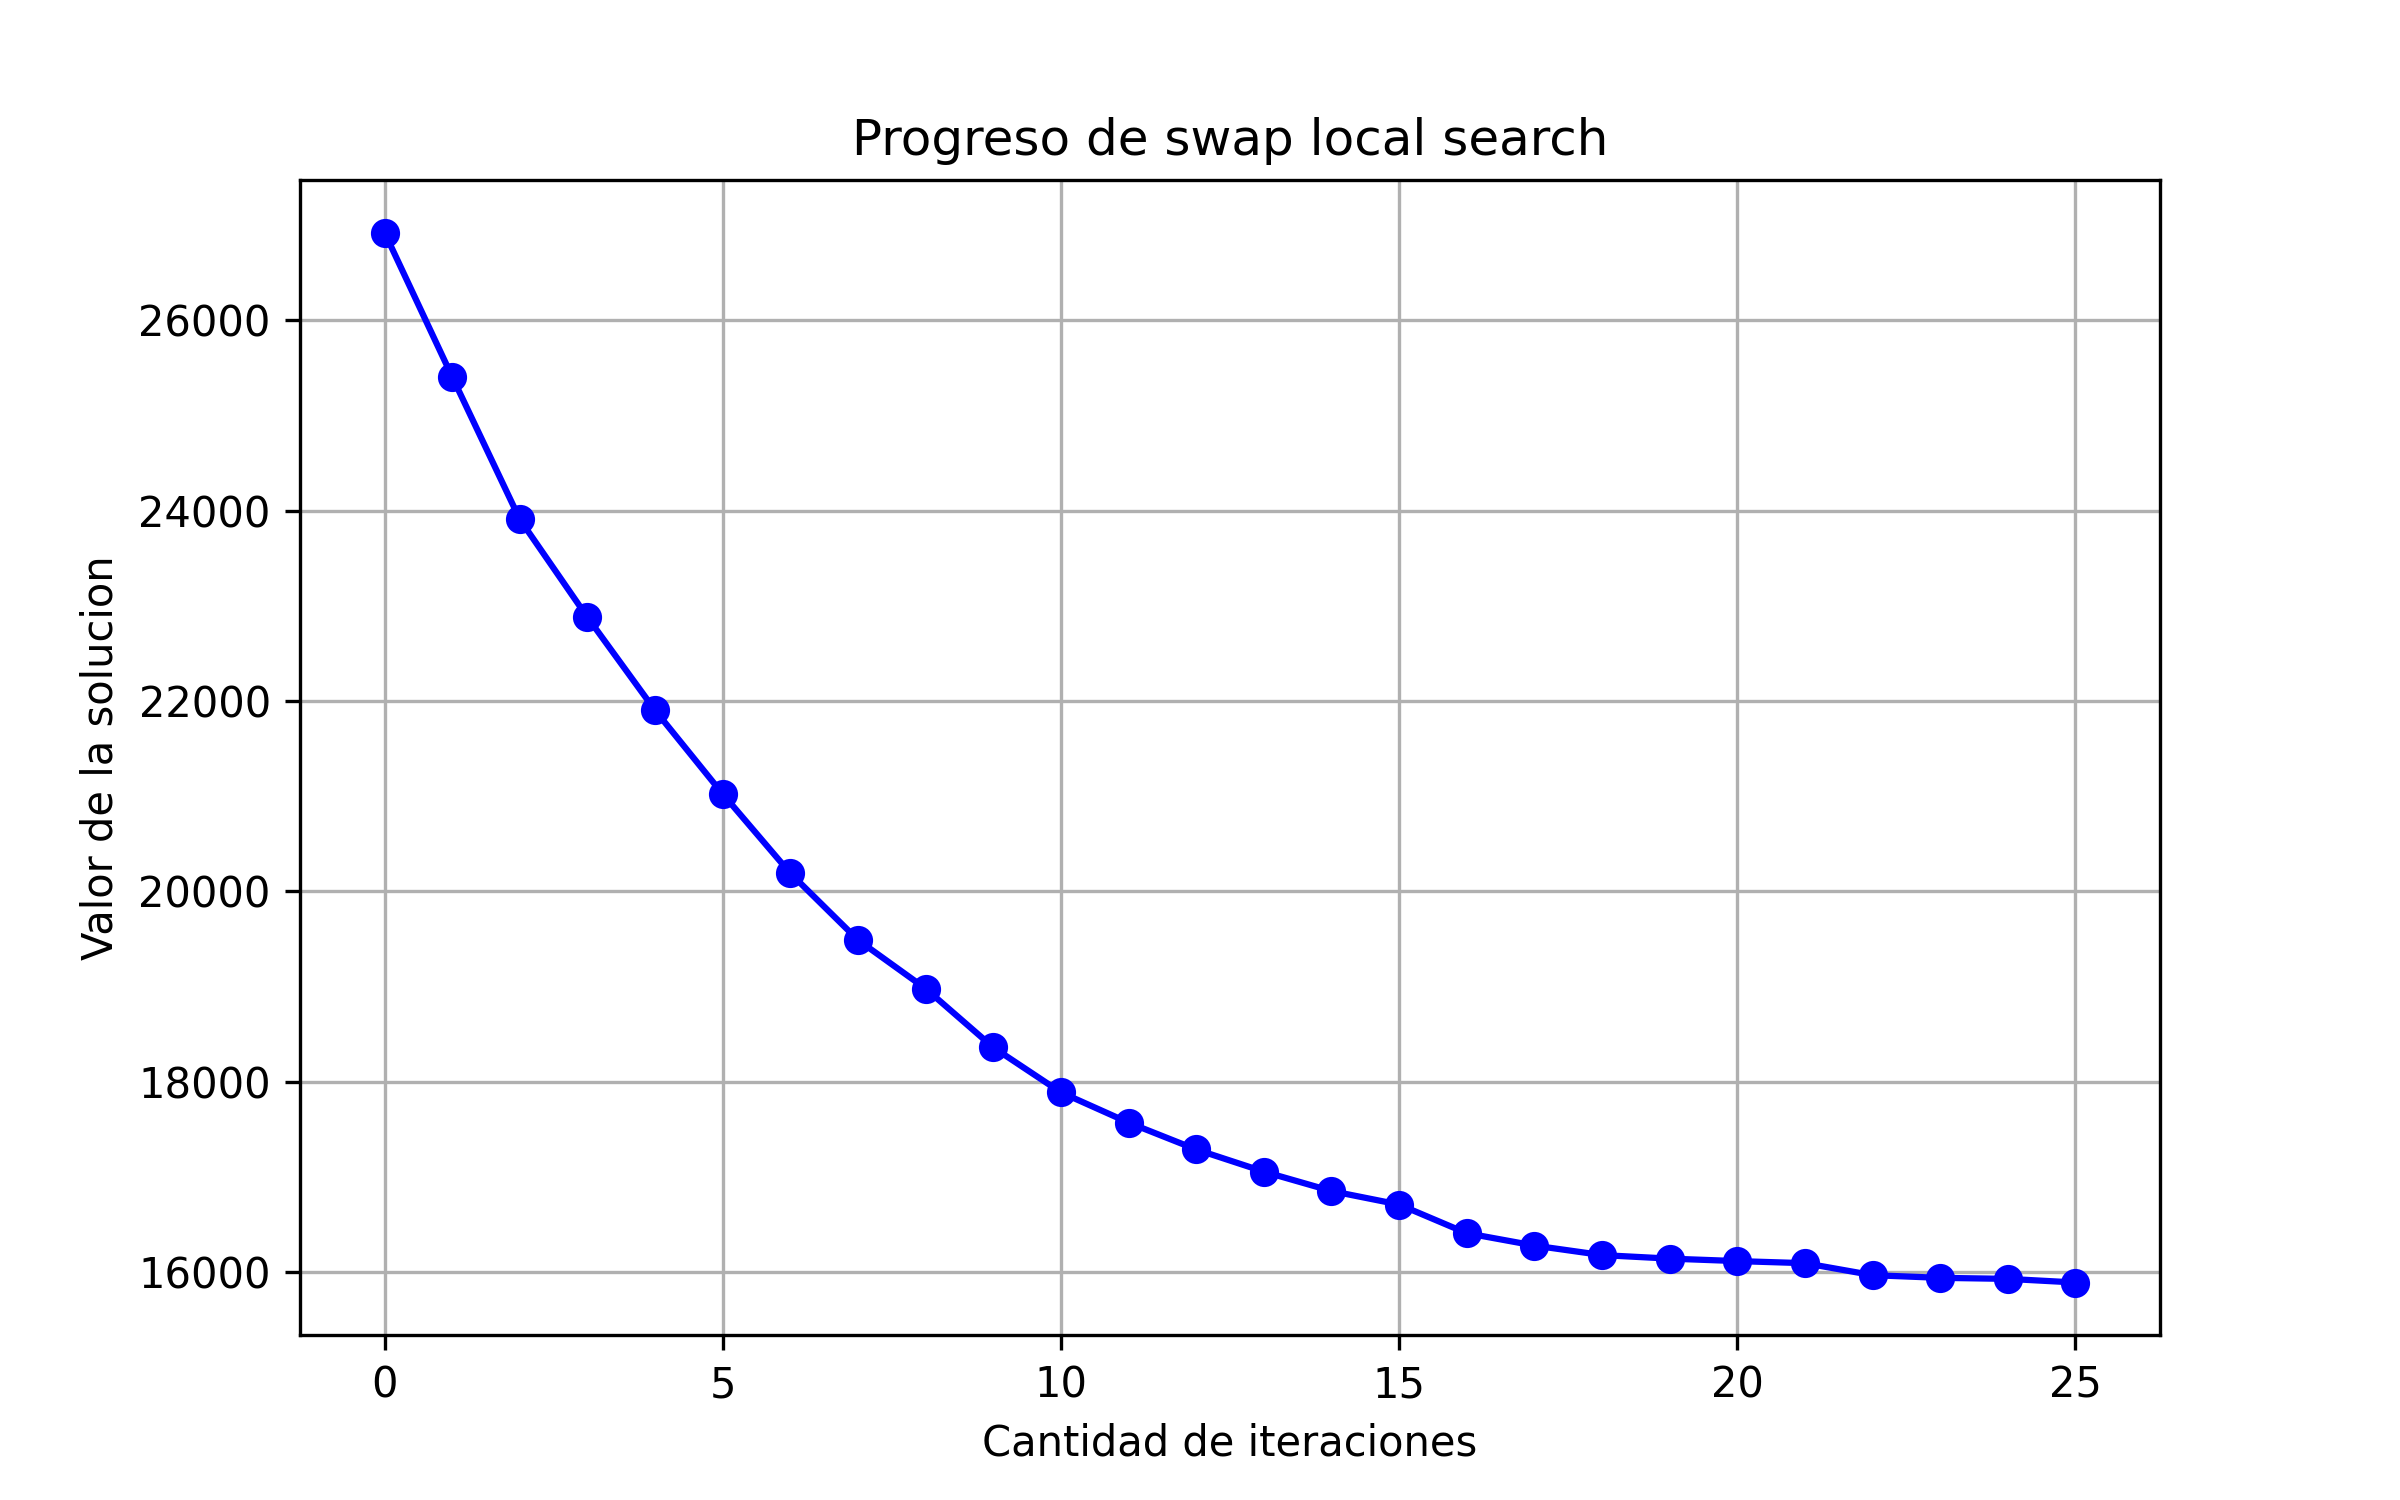 Progreso de swap local search
Valor de la solucion
26000
24000
22000
20000
18000
16000
0 5 10 15 20 25
Cantidad de iteraciones